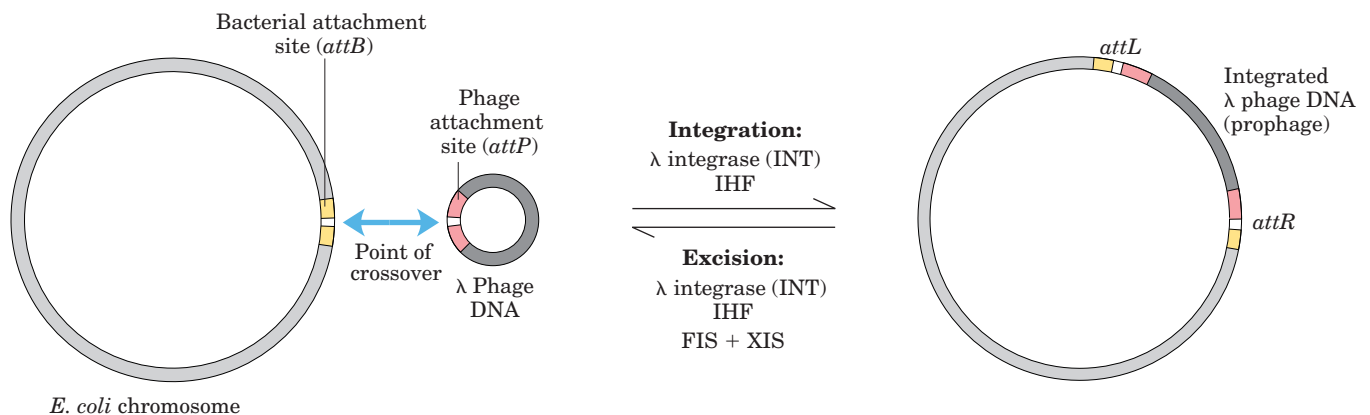 Bacterial attachment
site (attB)
Phage
attachment
site (attP)
Point of
crossover
λ Phage
DNA
E. coli chromosome
Integration:
λ integrase (INT)
IHF
Excision:
λ integrase (INT)
IHF
FIS + XIS
attL
Integrated
λ phage DNA
(prophage)
attR